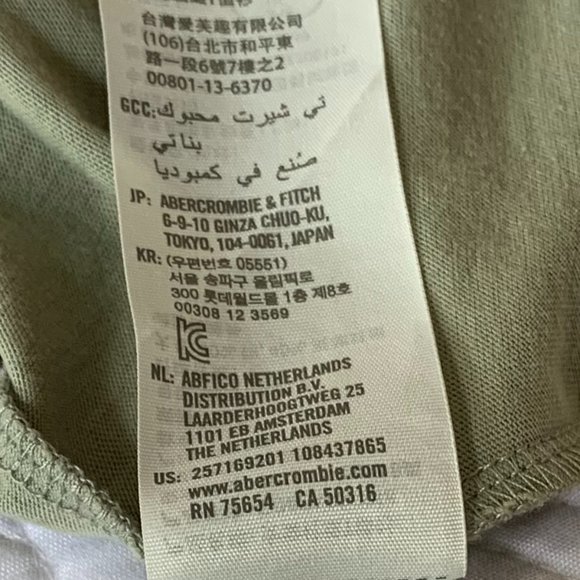 台灣愛芙趣有限公司
(106)台北市和平東
路一段6號7樓之2
00801-13-6370
GCC: تي شيرت محبوك
بناتي
صُنع في كمبوديا
JP: ABERCROMBIE & FITCH
6-9-10 GINZA CHUO-KU,
TOKYO, 104-0061, JAPAN
KR: (우편번호 05551)
서울 송파구 올림픽로
300 롯데월드몰 1층 제8호
00308 12 3569
KC
NL: ABFICO NETHERLANDS
DISTRIBUTION B.V.
LAARDERHOOGTWEG 25
1101 EB AMSTERDAM
THE NETHERLANDS
US: 257169201 108437865
www.abercrombie.com
RN 75654 CA 50316